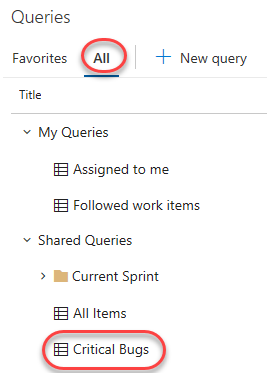 Queries
Favorites All + New query
Title
My Queries
Assigned to me
Followed work items
Shared Queries
Current Sprint
All Items
Critical Bugs